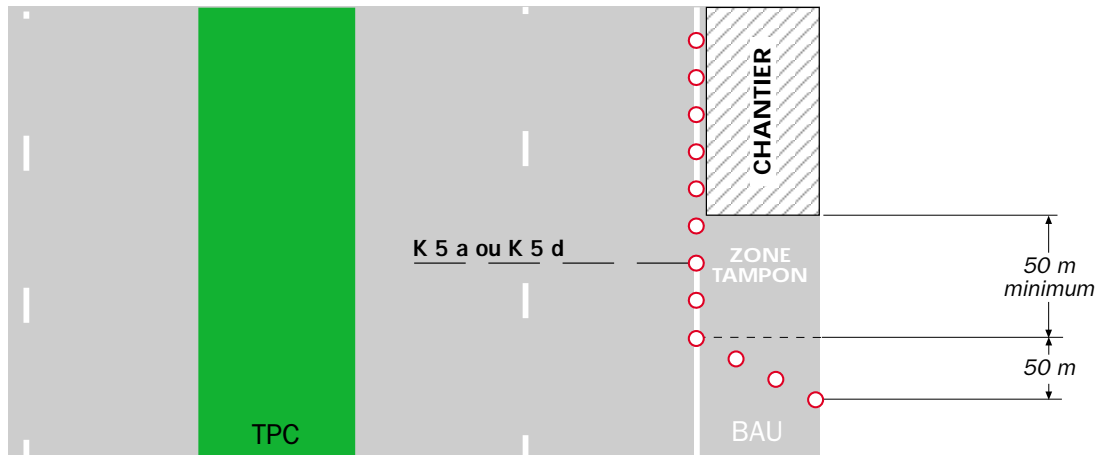 CHANTIER
K 5 a ou K 5 d
ZONE
TAMPON
50 m
minimum
50 m
TPC
BAU